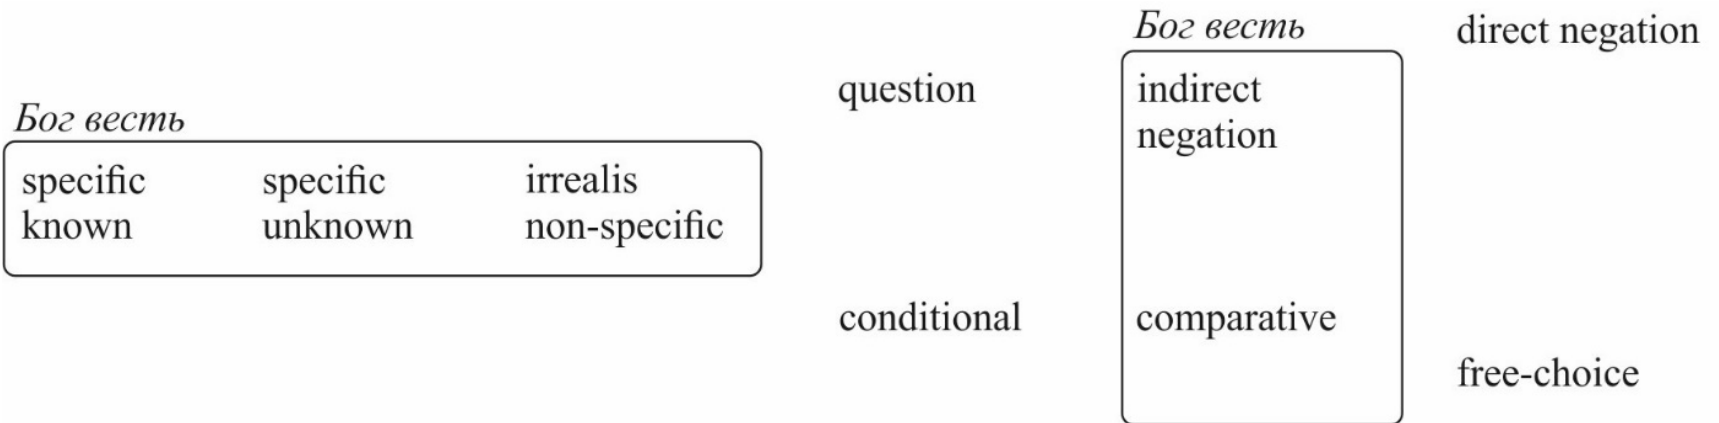 Бог весть
specific known
specific unknown
irrealis non-specific
question
conditional
Бог весть
indirect negation
comparative
direct negation
free-choice